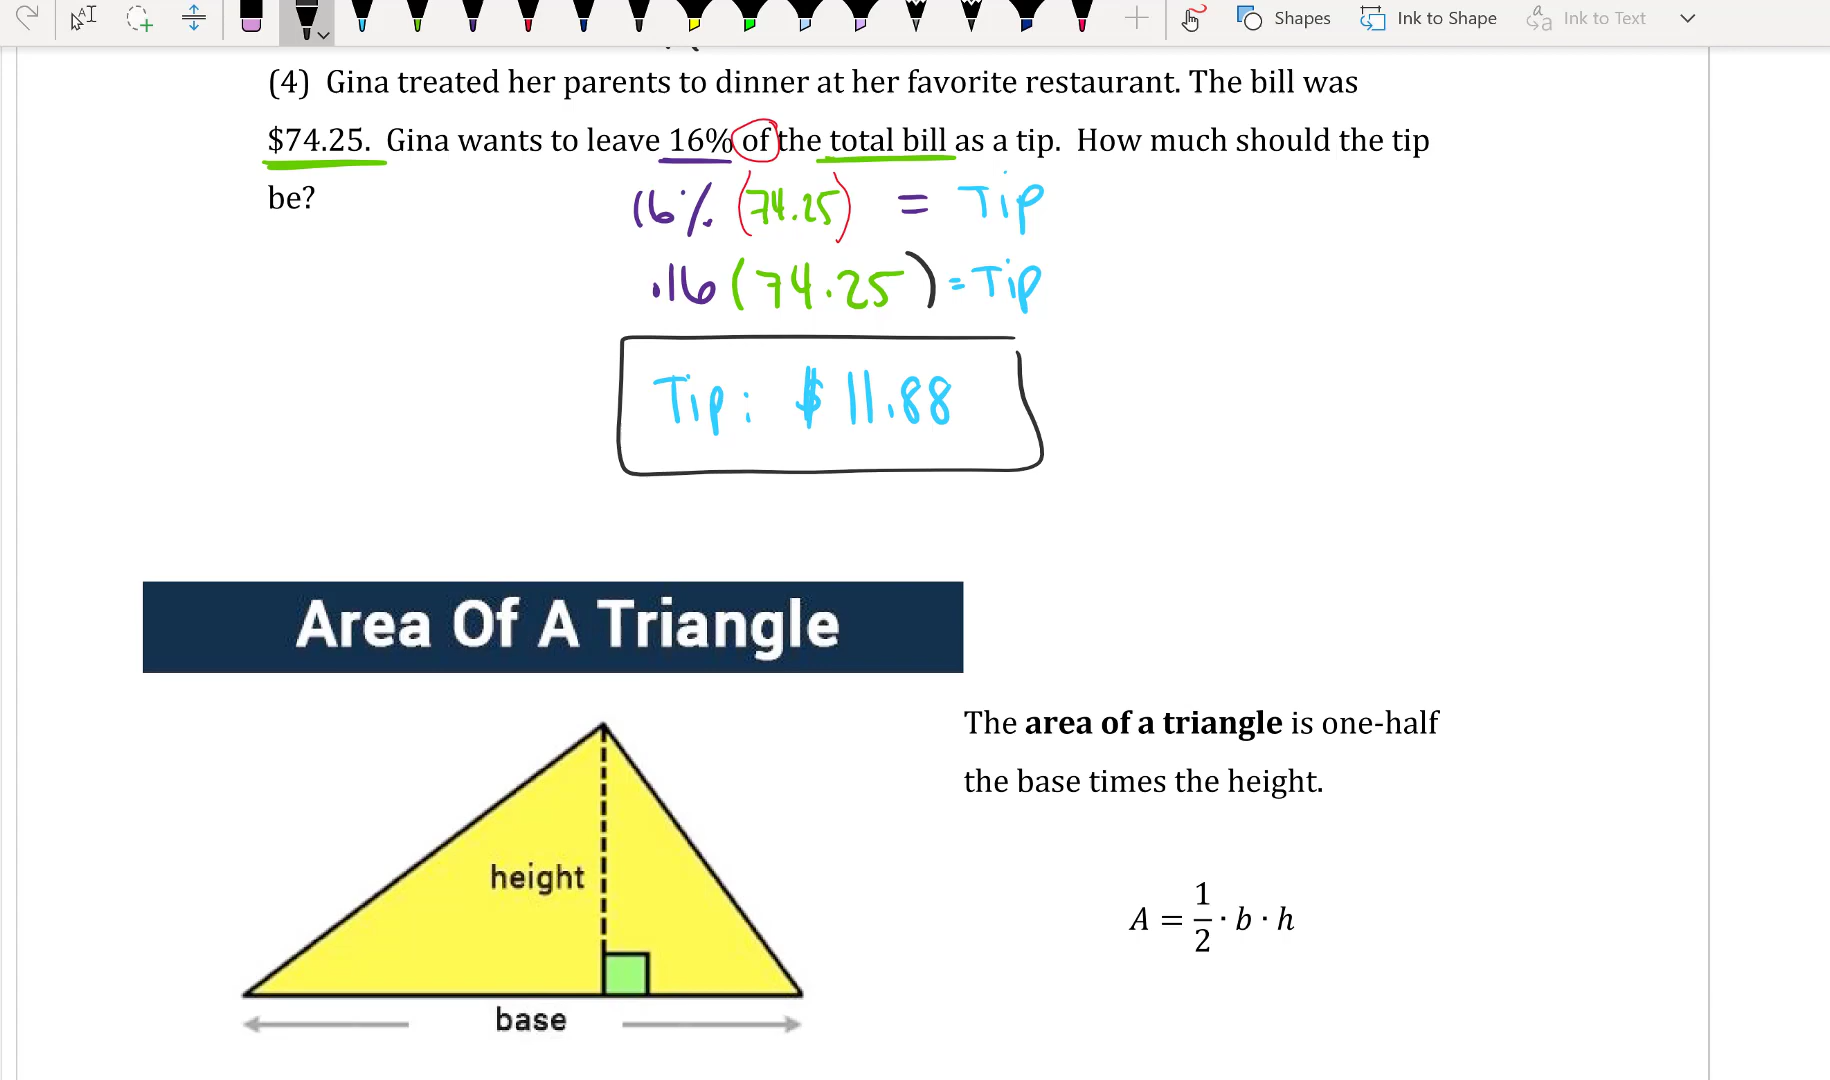 Shapes Ink to Shape Ink to Text
(4) Gina treated her parents to dinner at her favorite restaurant. The bill was
$74.25. Gina wants to leave 16% of the total bill as a tip. How much should the tip
be?
16% (74.25) = Tip
.16 (74.25) = Tip
Tip: $11.88
Area Of A Triangle
The area of a triangle is one-half
the base times the height.
height
A = 1/2 · b · h
base